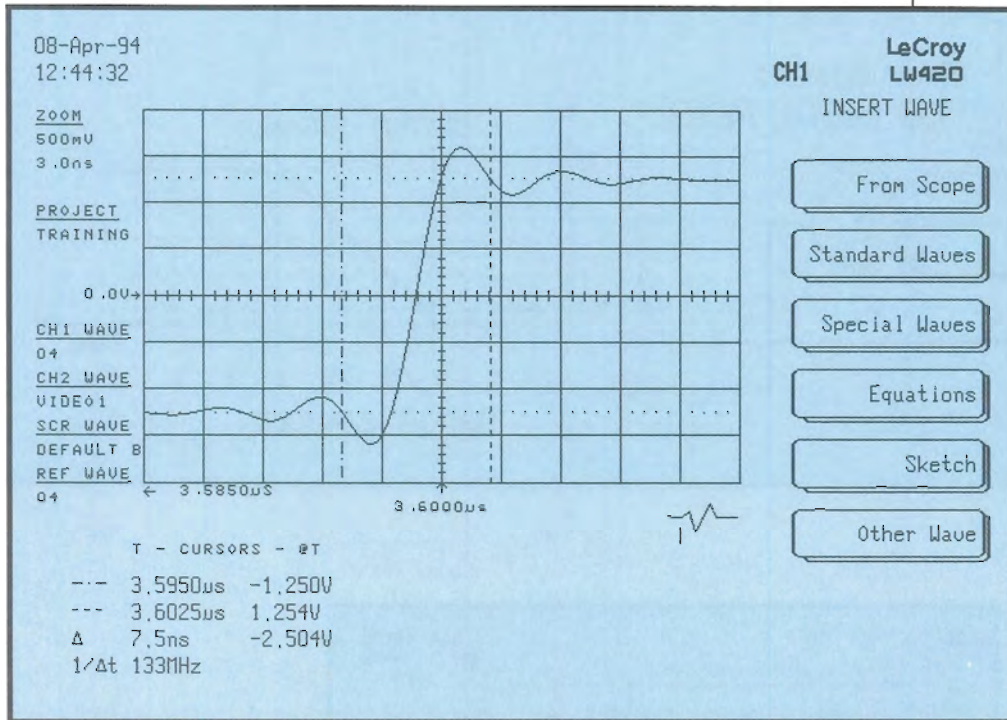 08-Apr-94
12:44:32
LeCroy
CH1 LW420
INSERT WAVE
ZOOM
500mV
3.0ns
PROJECT
TRAINING
0.0V
CH1 WAVE
04
CH2 WAVE
VIDEO1
SCR WAVE
DEFAULT B
REF WAVE
04
3.5850µs
3.6000µs
From Scope
Standard Waves
Special Waves
Equations
Sketch
Other Wave
T - CURSORS - @T
3.5950µs -1.250V
3.6025µs 1.254V
Δ 7.5ns -2.504V
1/Δt 133MHz